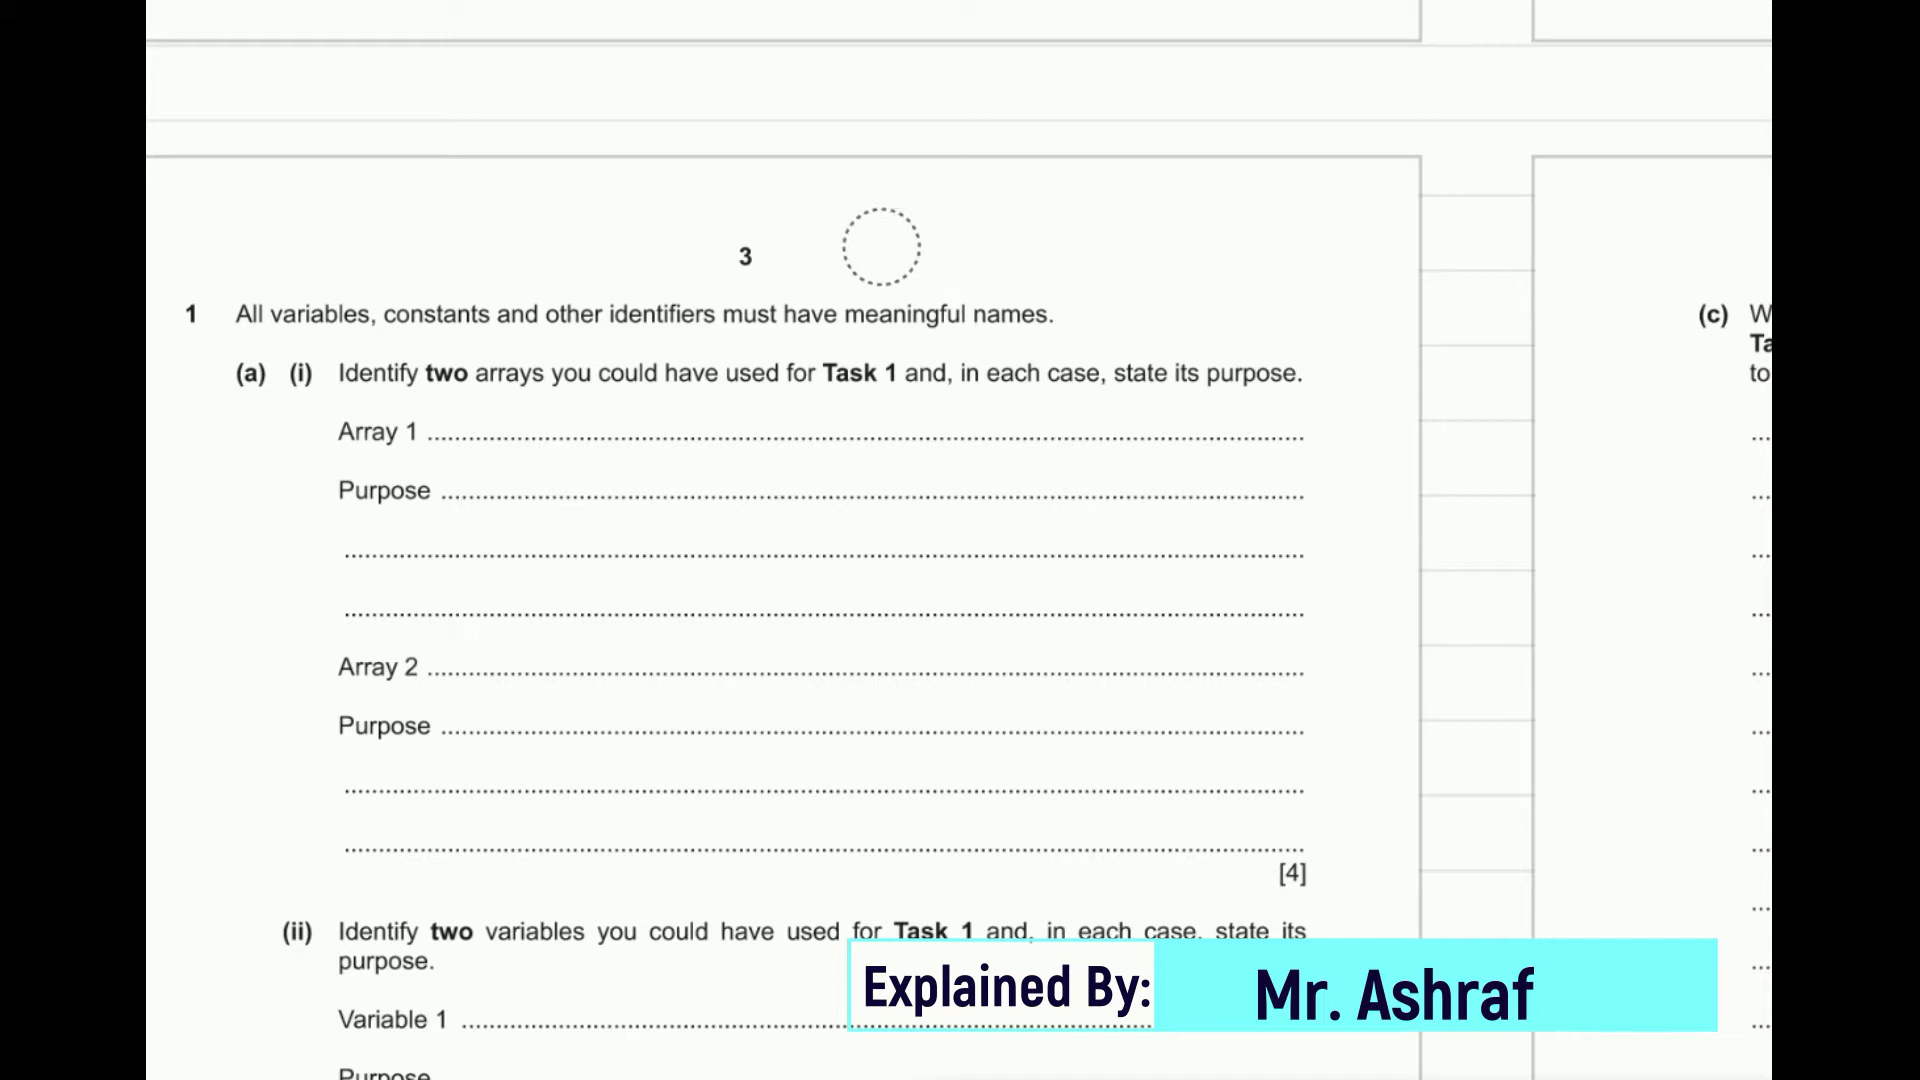 3
1 All variables, constants and other identifiers must have meaningful names.
(a) (i) Identify two arrays you could have used for Task 1 and, in each case, state its purpose.
Array 1
Purpose
Array 2
Purpose
[4]
(ii) Identify two variables you could have used for Task 1 and, in each case, state its
purpose.
Variable 1
Purpose
(c) W
Ta
to
Explained By: Mr. Ashraf